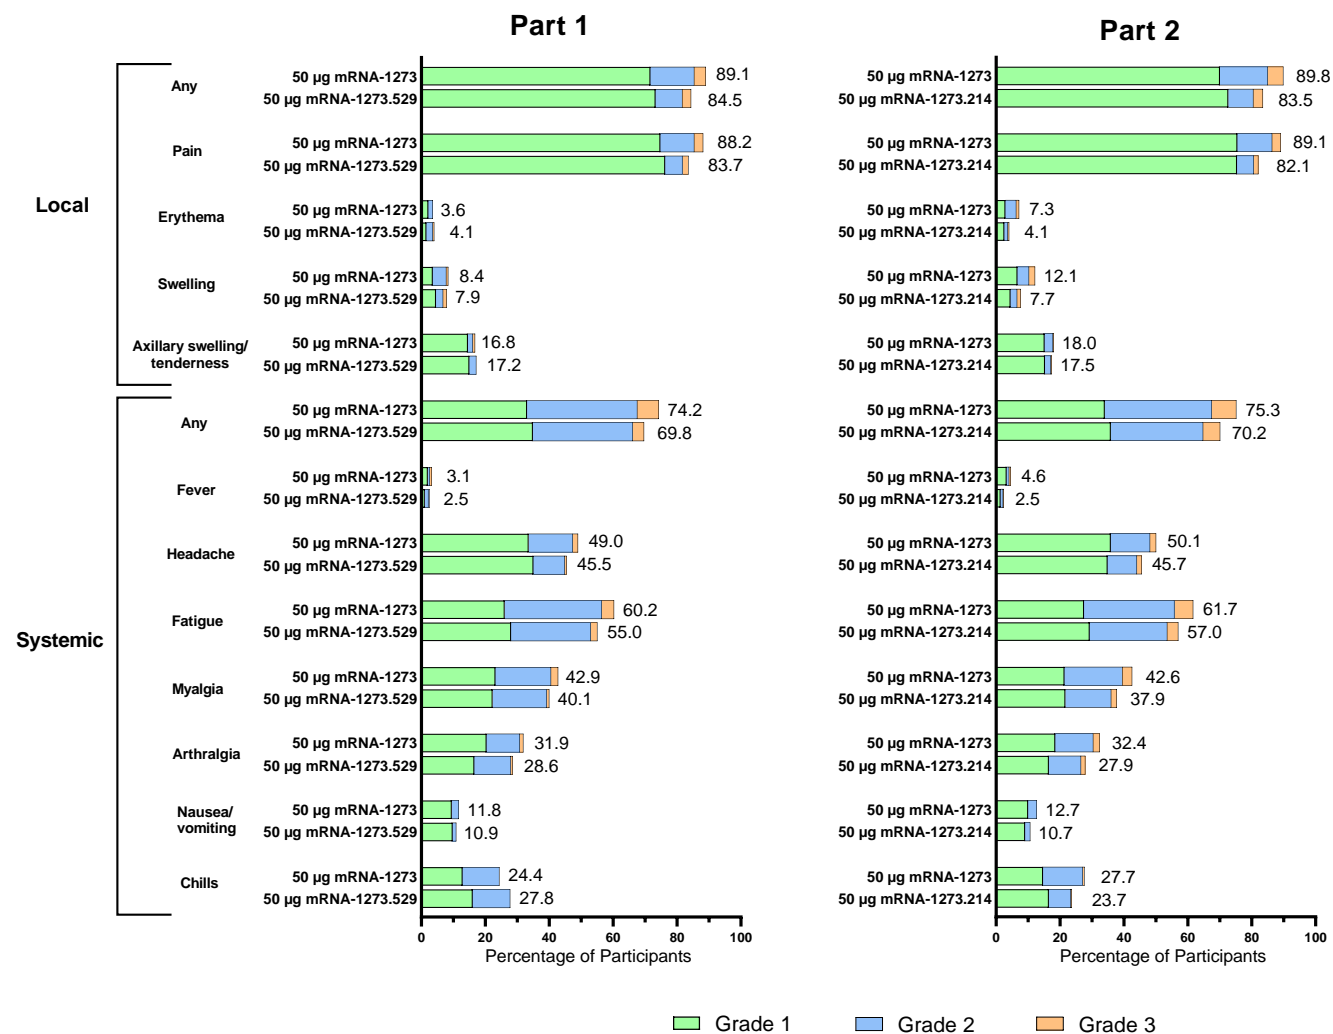 Part 1
Part 2
Local
Any
50 µg mRNA-1273 89.1
50 µg mRNA-1273.529 84.5
50 µg mRNA-1273 89.8
50 µg mRNA-1273.214 83.5
Pain
50 µg mRNA-1273 88.2
50 µg mRNA-1273.529 83.7
50 µg mRNA-1273 89.1
50 µg mRNA-1273.214 82.1
Erythema
50 µg mRNA-1273 3.6
50 µg mRNA-1273.529 4.1
50 µg mRNA-1273 7.3
50 µg mRNA-1273.214 4.1
Swelling
50 µg mRNA-1273 8.4
50 µg mRNA-1273.529 7.9
50 µg mRNA-1273 12.1
50 µg mRNA-1273.214 7.7
Axillary swelling/
tenderness
50 µg mRNA-1273 16.8
50 µg mRNA-1273.529 17.2
50 µg mRNA-1273 18.0
50 µg mRNA-1273.214 17.5
Systemic
Any
50 µg mRNA-1273 74.2
50 µg mRNA-1273.529 69.8
50 µg mRNA-1273 75.3
50 µg mRNA-1273.214 70.2
Fever
50 µg mRNA-1273 3.1
50 µg mRNA-1273.529 2.5
50 µg mRNA-1273 4.6
50 µg mRNA-1273.214 2.5
Headache
50 µg mRNA-1273 49.0
50 µg mRNA-1273.529 45.5
50 µg mRNA-1273 50.1
50 µg mRNA-1273.214 45.7
Fatigue
50 µg mRNA-1273 60.2
50 µg mRNA-1273.529 55.0
50 µg mRNA-1273 61.7
50 µg mRNA-1273.214 57.0
Myalgia
50 µg mRNA-1273 42.9
50 µg mRNA-1273.529 40.1
50 µg mRNA-1273 42.6
50 µg mRNA-1273.214 37.9
Arthralgia
50 µg mRNA-1273 31.9
50 µg mRNA-1273.529 28.6
50 µg mRNA-1273 32.4
50 µg mRNA-1273.214 27.9
Nausea/
vomiting
50 µg mRNA-1273 11.8
50 µg mRNA-1273.529 10.9
50 µg mRNA-1273 12.7
50 µg mRNA-1273.214 10.7
Chills
50 µg mRNA-1273 24.4
50 µg mRNA-1273.529 27.8
50 µg mRNA-1273 27.7
50 µg mRNA-1273.214 23.7
0 20 40 60 80 100
Percentage of Participants
0 20 40 60 80 100
Percentage of Participants
Grade 1 Grade 2 Grade 3